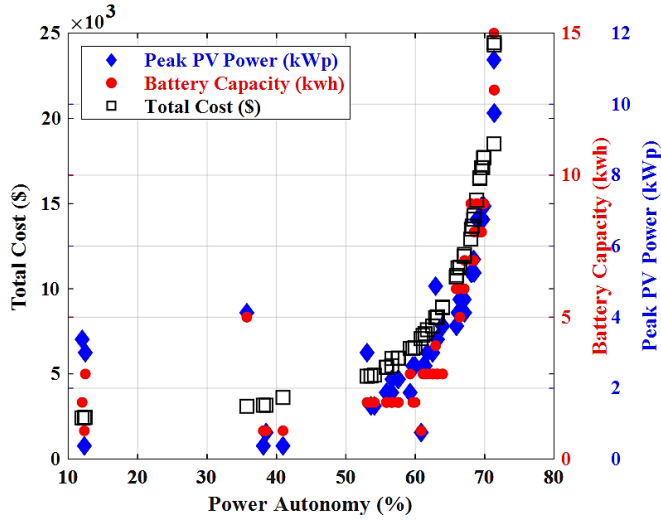 ×10³
25
20
15
10
5
0
Total Cost ($)
Peak PV Power (kWp)
Battery Capacity (kwh)
Total Cost ($)
10 20 30 40 50 60 70 80
Power Autonomy (%)
15
10
5
0
Battery Capacity (kwh)
12
10
8
6
4
2
0
Peak PV Power (kWp)